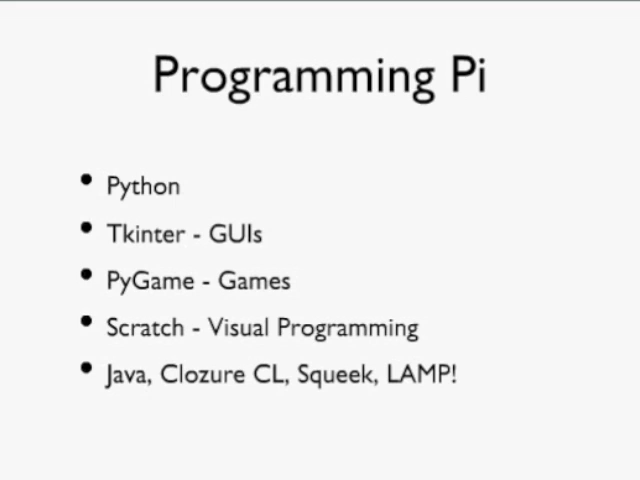 Programming Pi
• Python
• Tkinter - GUIs
• PyGame - Games
• Scratch - Visual Programming
• Java, Clozure CL, Squeek, LAMP!